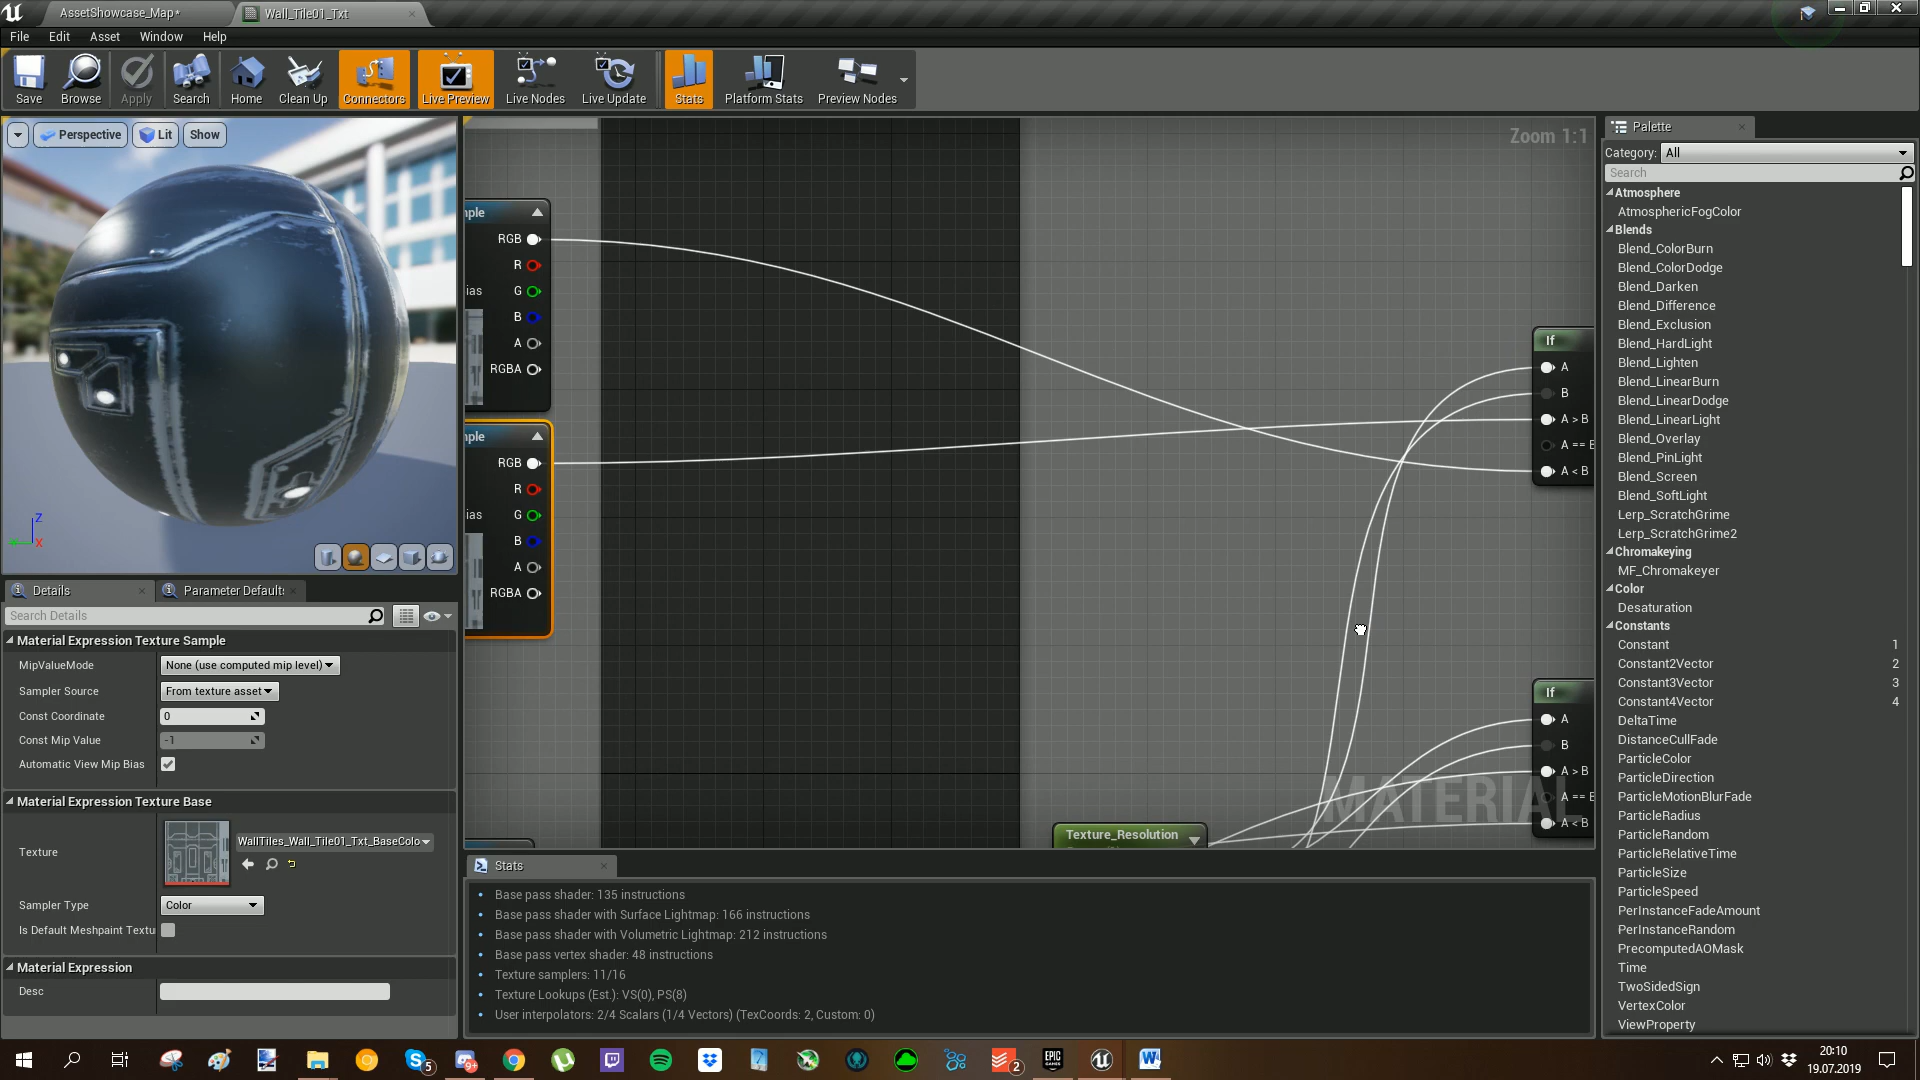 AssetShowcase_Map*
Wall_Tile01_Txt
File Edit Asset Window Help
Save Browse Apply Search Home Clean Up Connectors Live Preview Live Nodes Live Update Stats Platform Stats Preview Nodes
Perspective Lit Show
Zoom 1:1
mple
RGB
R
ias G
B
A
RGBA
mple
RGB
R
ias G
B
A
RGBA
If
A
B
A > B
A == B
A < B
If
A
B
A > B
A == B
A < B
Texture_Resolution
MATERIAL
Z
X
Details
Parameter Defaults
Search Details
Material Expression Texture Sample
MipValueMode None (use computed mip level)
Sampler Source From texture asset
Const Coordinate 0
Const Mip Value -1
Automatic View Mip Bias
Material Expression Texture Base
Texture WallTiles_Wall_Tile01_Txt_BaseColo
Sampler Type Color
Is Default Meshpaint Textu
Material Expression
Desc
Stats
Base pass shader: 135 instructions
Base pass shader with Surface Lightmap: 166 instructions
Base pass shader with Volumetric Lightmap: 212 instructions
Base pass vertex shader: 48 instructions
Texture samplers: 11/16
Texture Lookups (Est.): VS(0), PS(8)
User interpolators: 2/4 Scalars (1/4 Vectors) (TexCoords: 2, Custom: 0)
Palette
Category: All
Search
Atmosphere
AtmosphericFogColor
Blends
Blend_ColorBurn
Blend_ColorDodge
Blend_Darken
Blend_Difference
Blend_Exclusion
Blend_HardLight
Blend_Lighten
Blend_LinearBurn
Blend_LinearDodge
Blend_LinearLight
Blend_Overlay
Blend_PinLight
Blend_Screen
Blend_SoftLight
Lerp_ScratchGrime
Lerp_ScratchGrime2
Chromakeying
MF_Chromakeyer
Color
Desaturation
Constants
Constant 1
Constant2Vector 2
Constant3Vector 3
Constant4Vector 4
DeltaTime
DistanceCullFade
ParticleColor
ParticleDirection
ParticleMotionBlurFade
ParticleRadius
ParticleRandom
ParticleRelativeTime
ParticleSize
ParticleSpeed
PerInstanceFadeAmount
PerInstanceRandom
PrecomputedAOMask
Time
TwoSidedSign
VertexColor
ViewProperty
5
9+
2
EPIC GAMES
20:10
19.07.2019